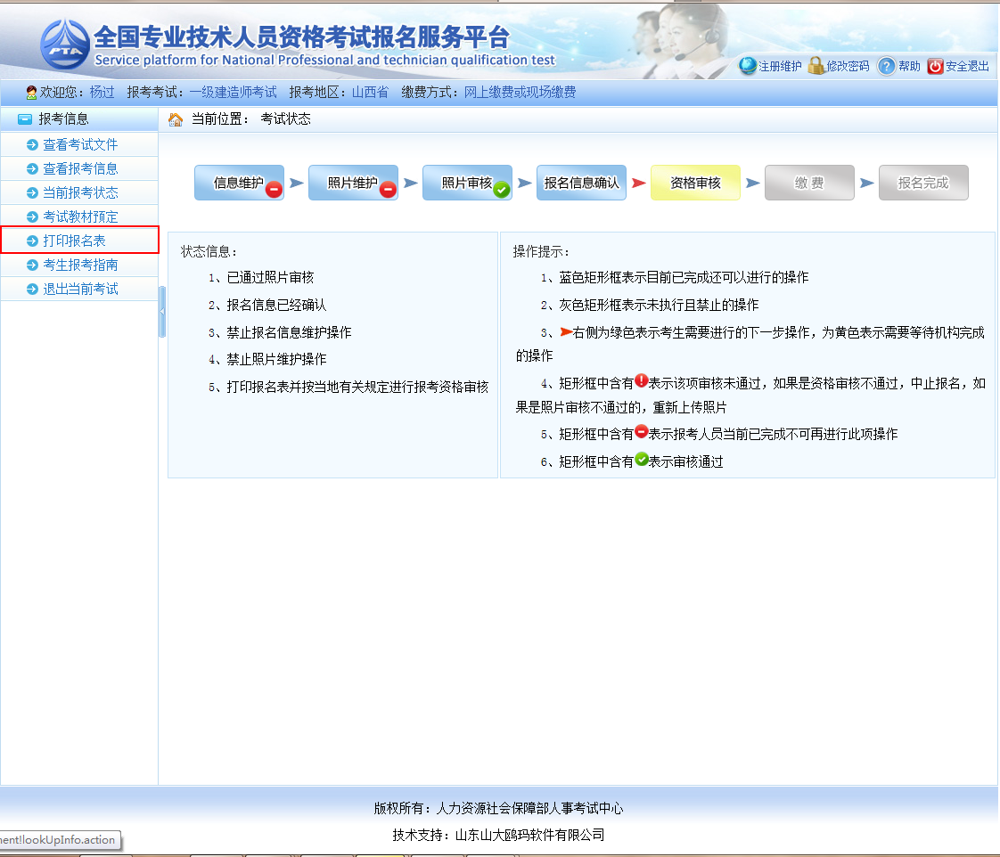 全国专业技术人员资格考试报名服务平台
Service platform for National Professional and technician qualification test
注册维护 修改密码 帮助 安全退出
欢迎您：杨过 报考考试：一级建造师考试 报考地区：山西省 缴费方式：网上缴费或现场缴费
报考信息
当前位置： 考试状态
查看考试文件
查看报考信息
当前报考状态
考试教材预定
打印报名表
考生报考指南
退出当前考试
信息维护 照片维护 照片审核 报名信息确认 资格审核 缴 费 报名完成
状态信息：
1、已通过照片审核
2、报名信息已经确认
3、禁止报名信息维护操作
4、禁止照片维护操作
5、打印报名表并按当地有关规定进行报考资格审核
操作提示：
1、蓝色矩形框表示目前已完成还可以进行的操作
2、灰色矩形框表示未执行且禁止的操作
3、右侧为绿色表示考生需要进行的下一步操作，为黄色表示需要等待机构完成
的操作
4、矩形框中含有表示该项审核未通过，如果是资格审核不通过，中止报名，如
果是照片审核不通过的，重新上传照片
5、矩形框中含有表示报考人员当前已完成不可再进行此项操作
6、矩形框中含有表示审核通过
版权所有：人力资源社会保障部人事考试中心
技术支持：山东山大鸥玛软件有限公司
nent!lookUpInfo.action
PTA